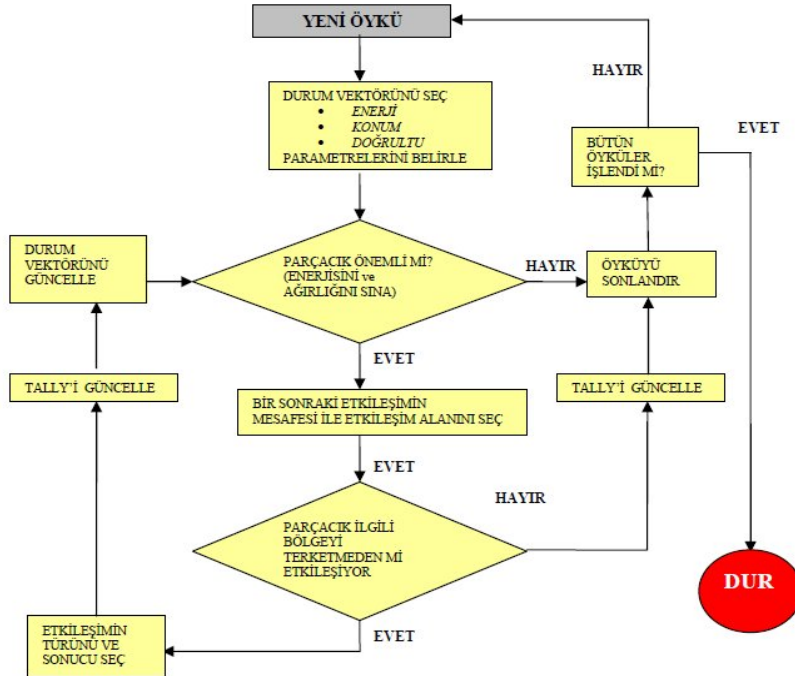 YENİ ÖYKÜ
DURUM VEKTÖRÜNÜ SEÇ
• ENERJİ
• KONUM
• DOĞRULTU
PARAMETRELERİNİ BELİRLE
HAYIR
EVET
BÜTÜN
ÖYKÜLER
İŞLENDİ Mİ?
DURUM
VEKTÖRÜNÜ
GÜNCELLE
PARÇACIK ÖNEMLİ Mİ?
(ENERJİSİNİ ve
AĞIRLIĞINI SINA)
HAYIR
ÖYKÜYÜ
SONLANDIR
EVET
TALLY'İ GÜNCELLE
BİR SONRAKİ ETKİLEŞİMİN
MESAFESİ İLE ETKİLEŞİM ALANINI SEÇ
TALLY'İ GÜNCELLE
EVET
HAYIR
PARÇACIK İLGİLİ
BÖLGEYİ
TERKETMEDEN Mİ
ETKİLEŞİYOR
DUR
ETKİLEŞİMİN
TÜRÜNÜ VE
SONUCU SEÇ
EVET